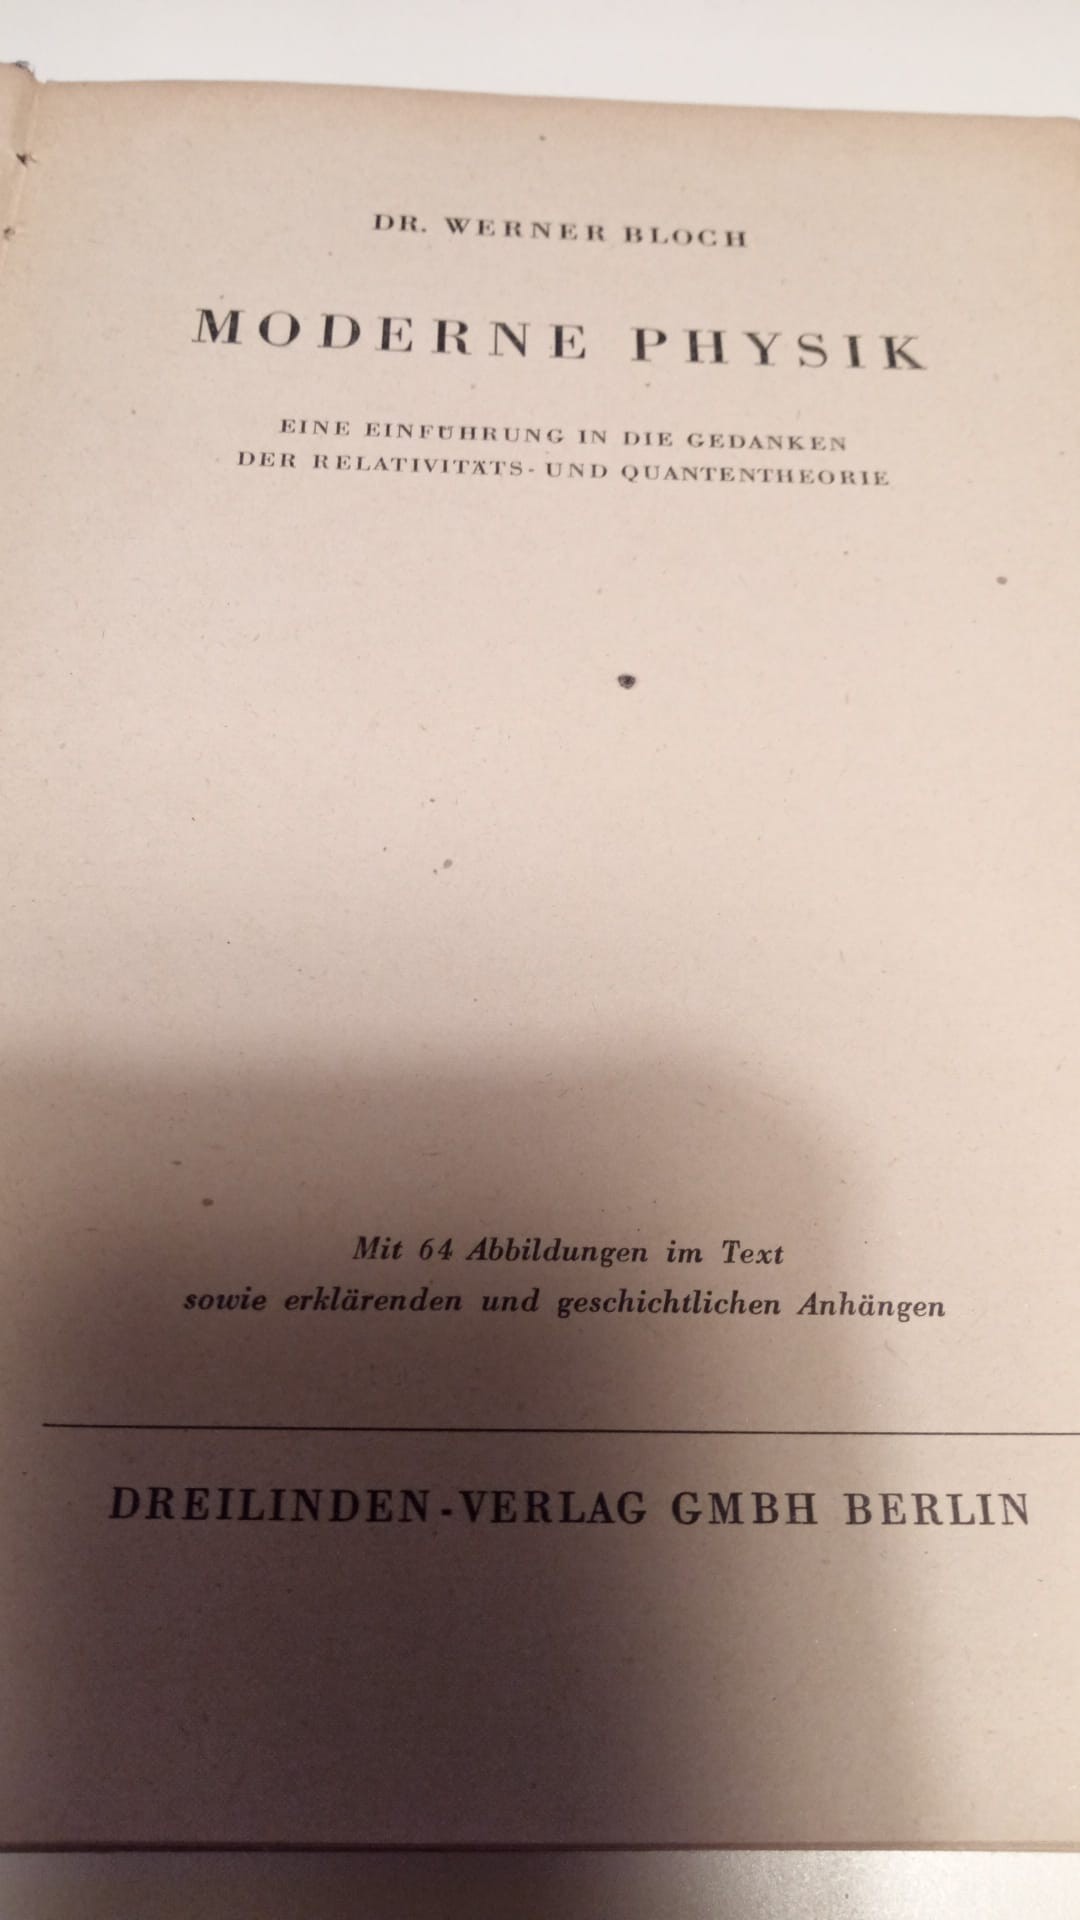 DR. WERNER BLOCH
MODERNE PHYSIK
EINE EINFÜHRUNG IN DIE GEDANKEN
DER RELATIVITÄTS- UND QUANTENTHEORIE
Mit 64 Abbildungen im Text
sowie erklärenden und geschichtlichen Anhängen
DREILINDEN-VERLAG GMBH BERLIN